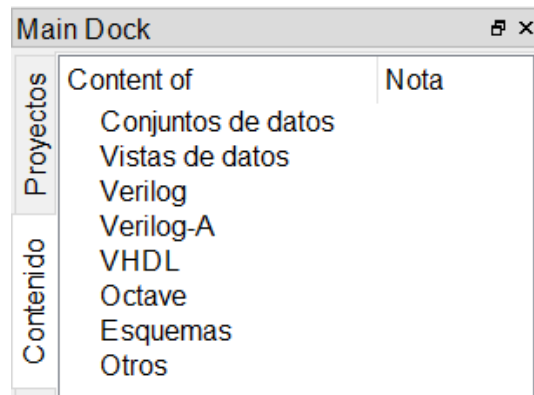 Main Dock
Proyectos
Contenido
Content of Nota
Conjuntos de datos
Vistas de datos
Verilog
Verilog-A
VHDL
Octave
Esquemas
Otros